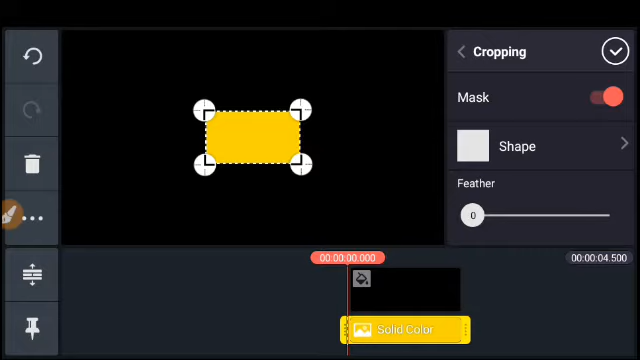 Cropping
Mask
Shape
Feather
0
00:00:00.000
00:00:04.500
Solid Color